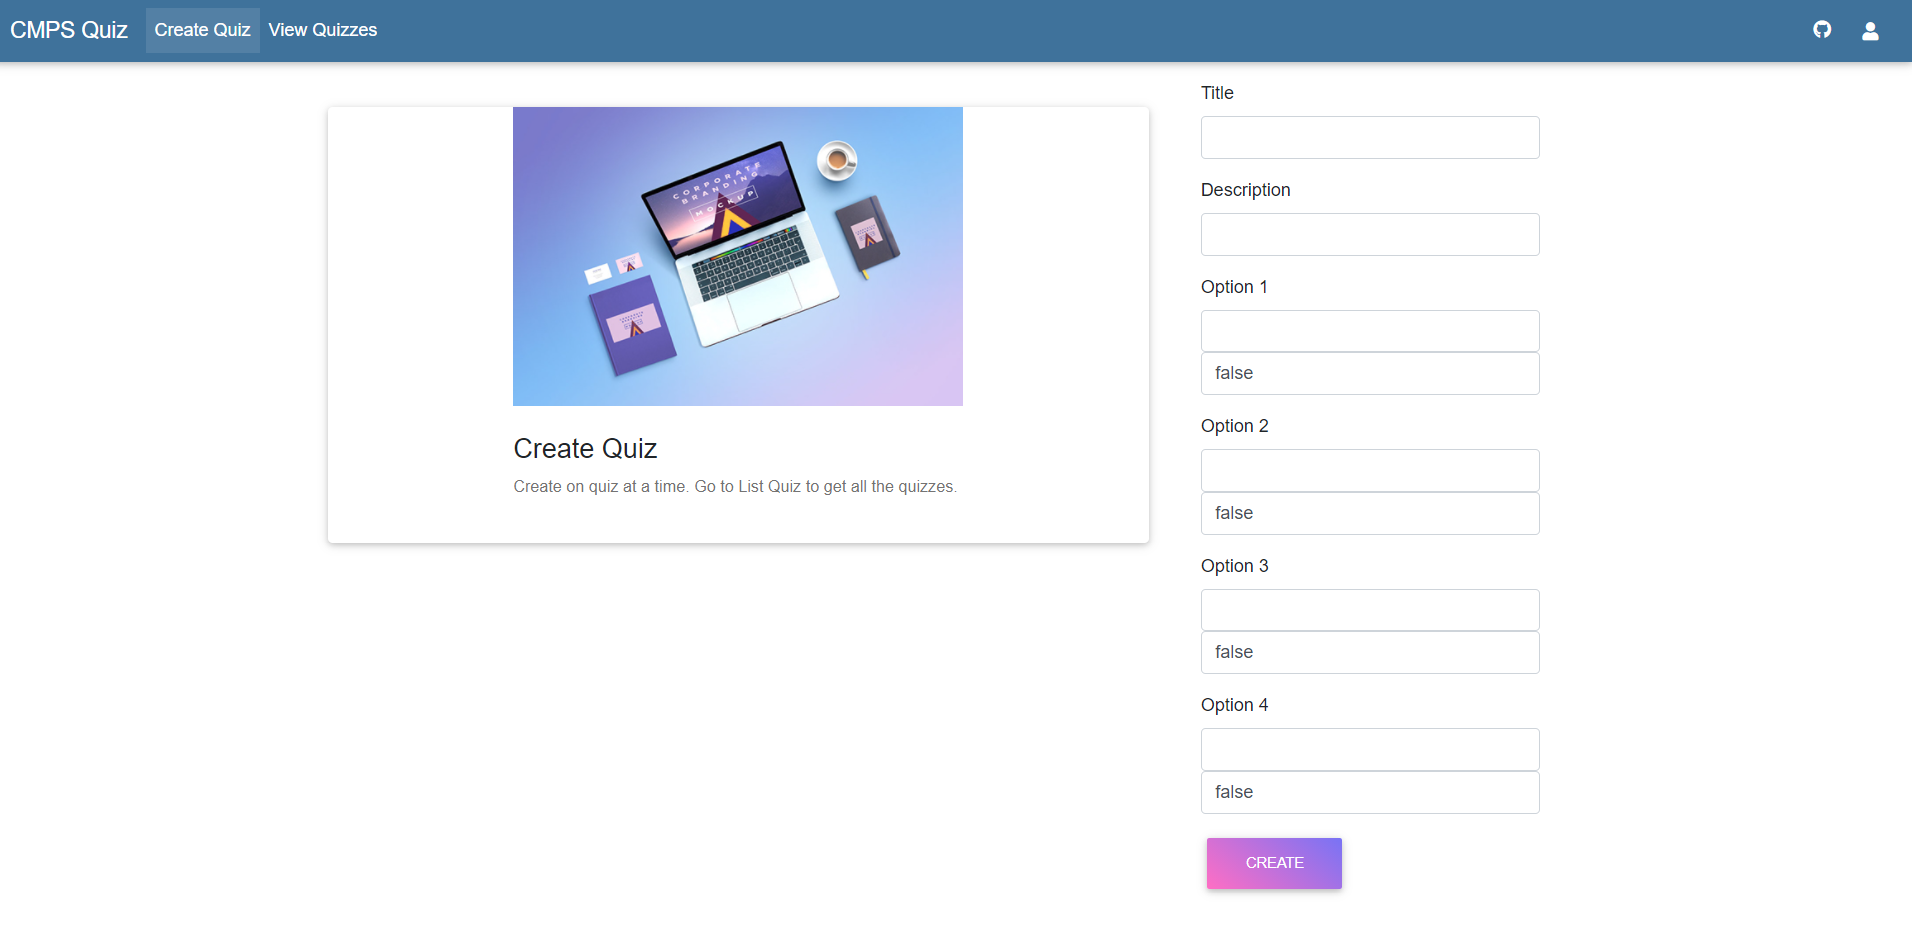 CMPS Quiz Create Quiz View Quizzes
CORPORATE
BRANDING
MOCKUP
Create Quiz
Create on quiz at a time. Go to List Quiz to get all the quizzes.
Title
Description
Option 1
false
Option 2
false
Option 3
false
Option 4
false
CREATE